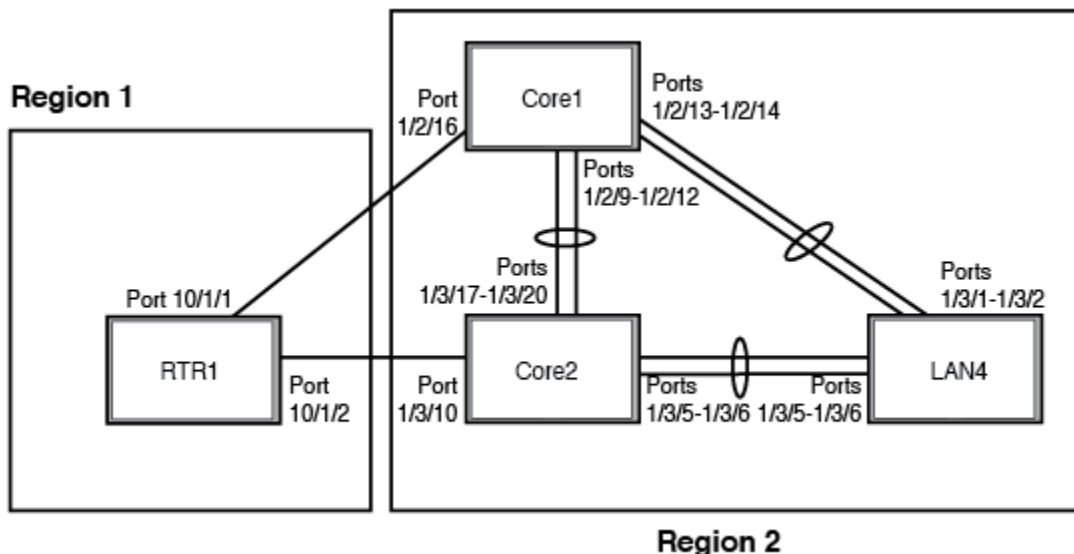 Region 1
Port
1/2/16
Core1
Ports
1/2/13-1/2/14
Ports
1/2/9-1/2/12
Ports
1/3/17-1/3/20
Ports
1/3/1-1/3/2
Port 10/1/1
RTR1
Port
10/1/2
Port
1/3/10
Core2
Ports
1/3/5-1/3/6
Ports
1/3/5-1/3/6
LAN4
Region 2